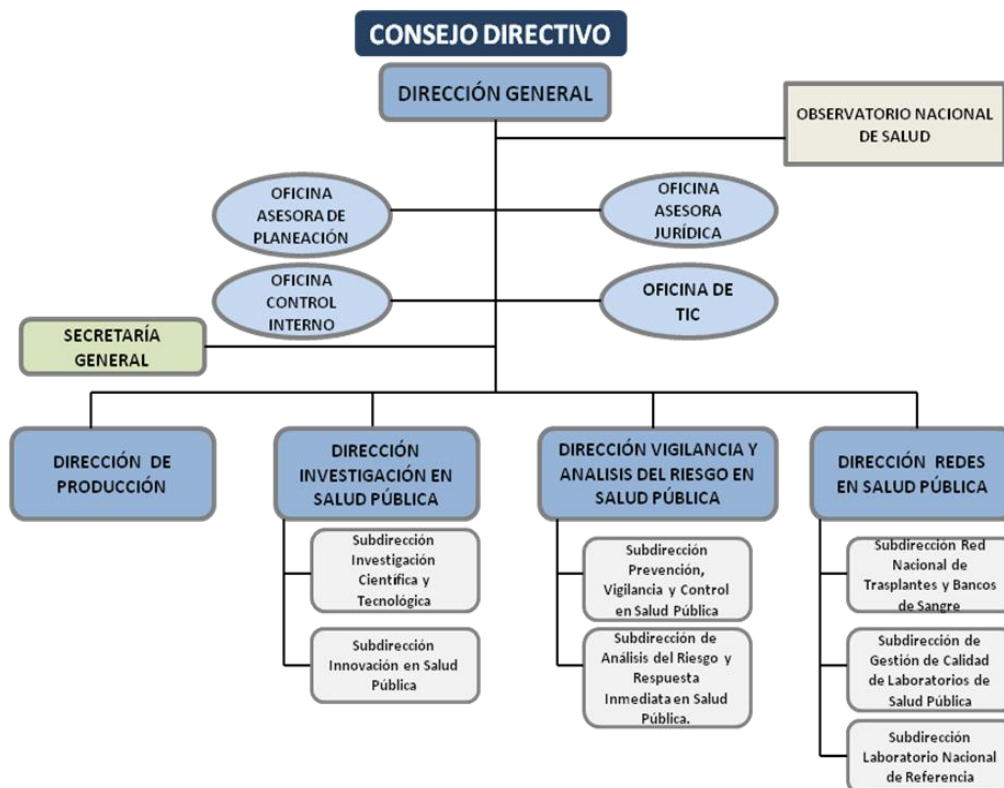 CONSEJO DIRECTIVO
DIRECCIÓN GENERAL
OBSERVATORIO NACIONAL
DE SALUD
OFICINA
ASESORA DE
PLANEACIÓN
OFICINA
ASESORA
JURÍDICA
OFICINA
CONTROL
INTERNO
OFICINA DE
TIC
SECRETARÍA
GENERAL
DIRECCIÓN DE
PRODUCCIÓN
DIRECCIÓN
INVESTIGACIÓN EN
SALUD PÚBLICA
DIRECCIÓN VIGILANCIA Y
ANALISIS DEL RIESGO EN
SALUD PÚBLICA
DIRECCIÓN REDES
EN SALUD PÚBLICA
Subdirección
Investigación
Científica y
Tecnológica
Subdirección
Innovación en Salud
Pública
Subdirección
Prevención,
Vigilancia y Control
en Salud Pública
Subdirección de
Análisis del Riesgo y
Respuesta
Inmediata en Salud
Pública.
Subdirección Red
Nacional de
Trasplantes y Bancos
de Sangre
Subdirección de
Gestión de Calidad
de Laboratorios de
Salud Pública
Subdirección
Laboratorio Nacional
de Referencia